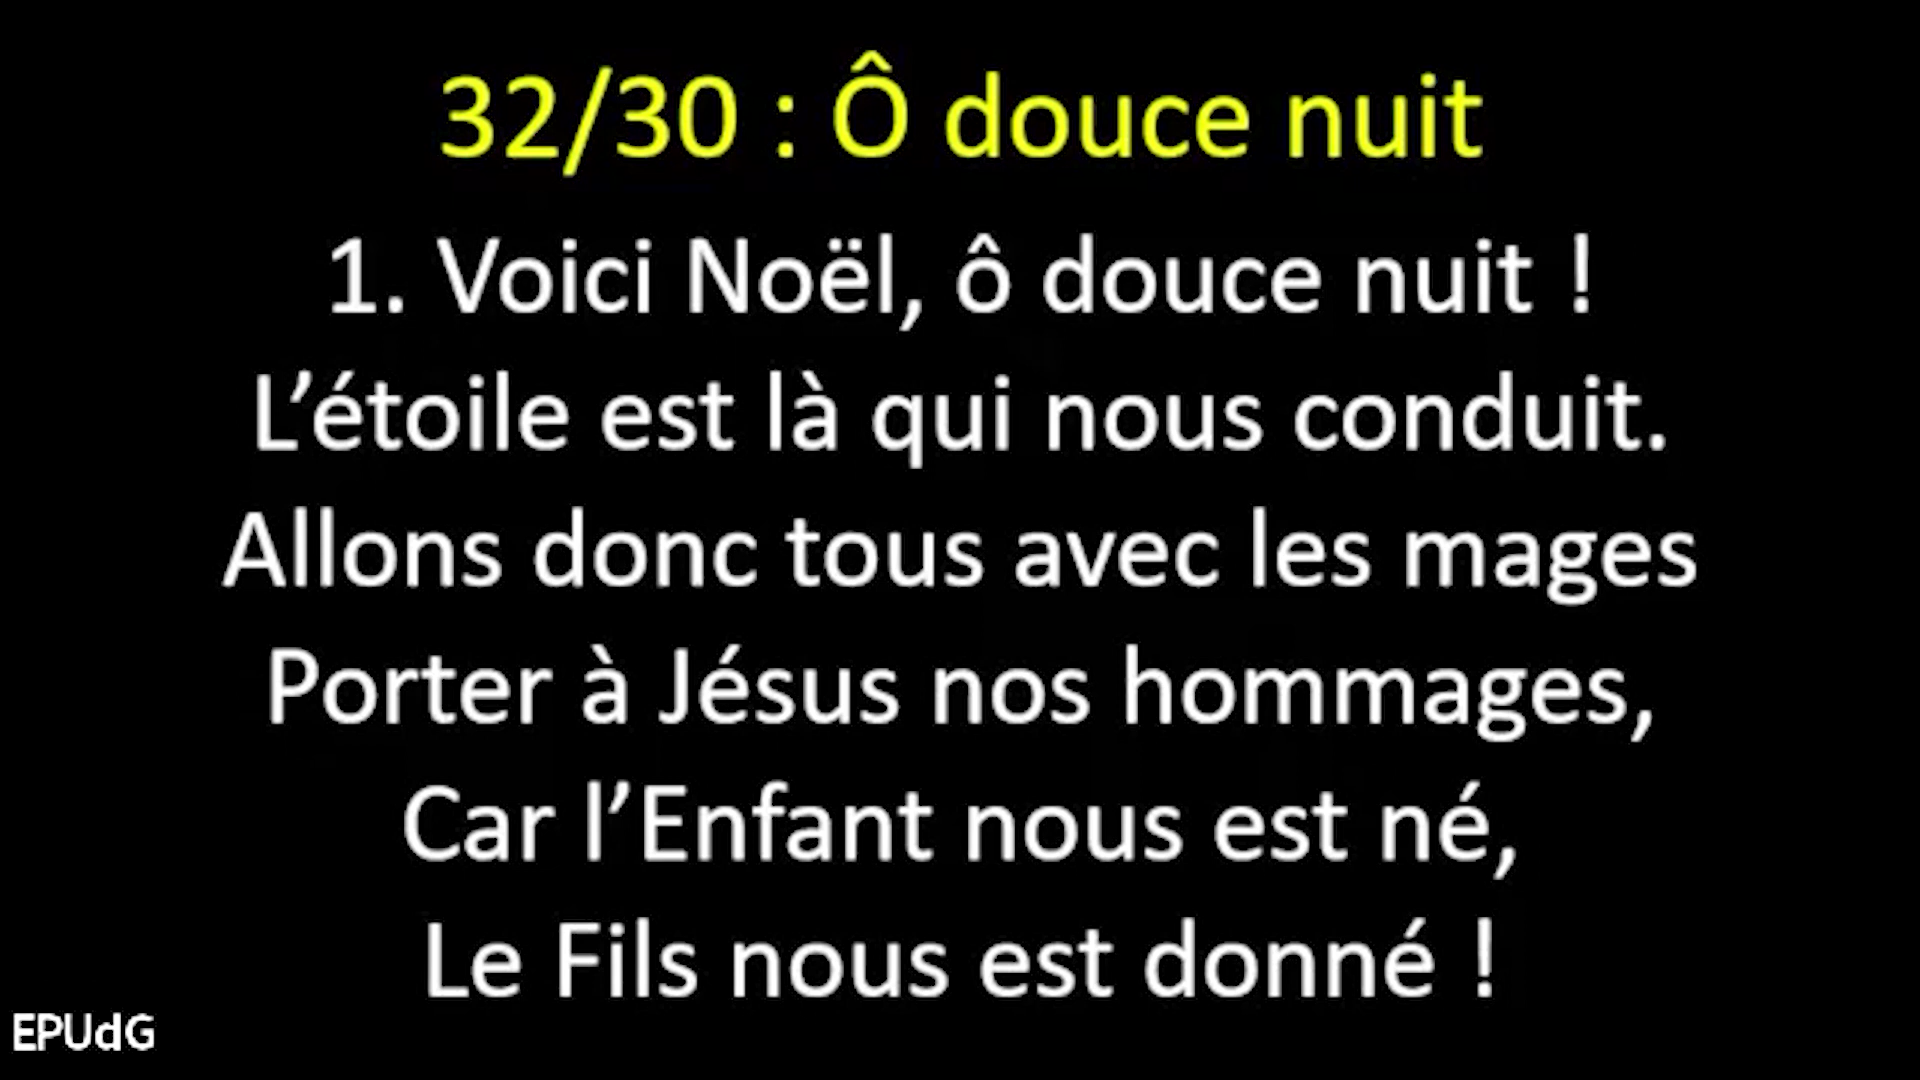 32/30 : Ô douce nuit
1. Voici Noël, ô douce nuit !
L’étoile est là qui nous conduit.
Allons donc tous avec les mages
Porter à Jésus nos hommages,
Car l’Enfant nous est né,
Le Fils nous est donné !
EPUdG